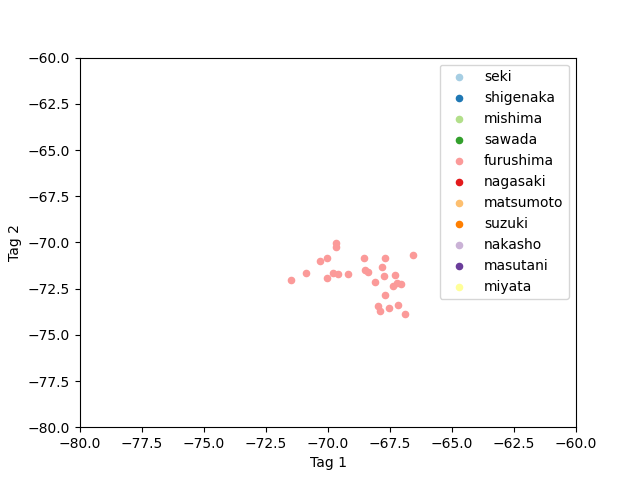 −60.0
−62.5
−65.0
−67.5
−70.0
−72.5
−75.0
−77.5
−80.0
Tag 2
−80.0 −77.5 −75.0 −72.5 −70.0 −67.5 −65.0 −62.5 −60.0
Tag 1
seki
shigenaka
mishima
sawada
furushima
nagasaki
matsumoto
suzuki
nakasho
masutani
miyata